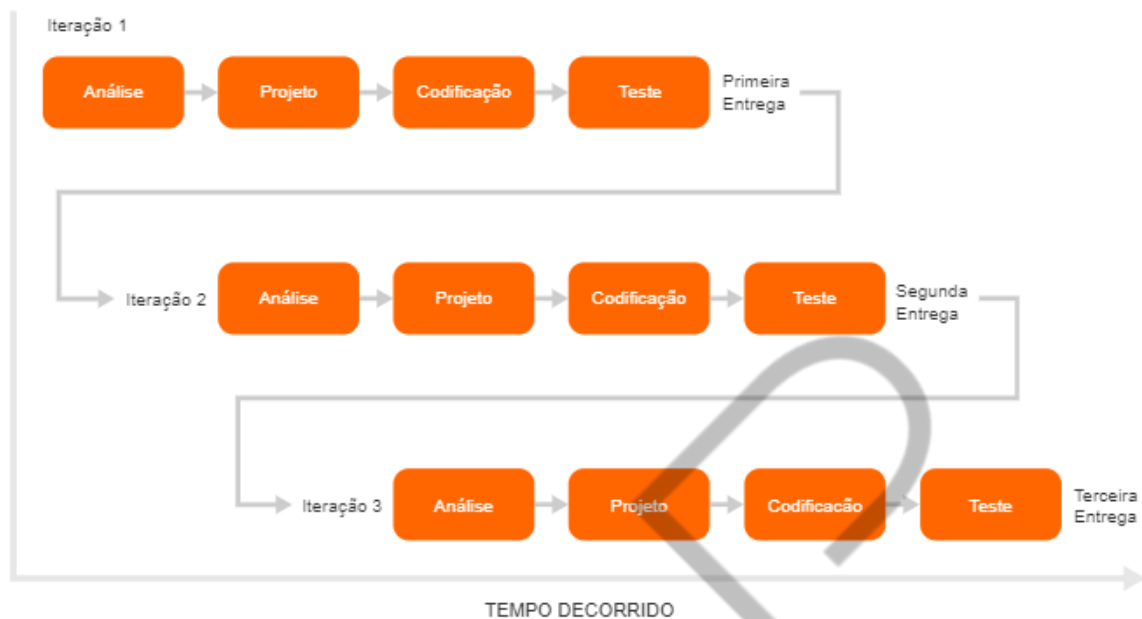 Iteração 1
Análise
Projeto
Codificação
Teste
Primeira
Entrega
Iteração 2
Análise
Projeto
Codificação
Teste
Segunda
Entrega
Iteração 3
Análise
Projeto
Codificacão
Teste
Terceira
Entrega
TEMPO DECORRIDO